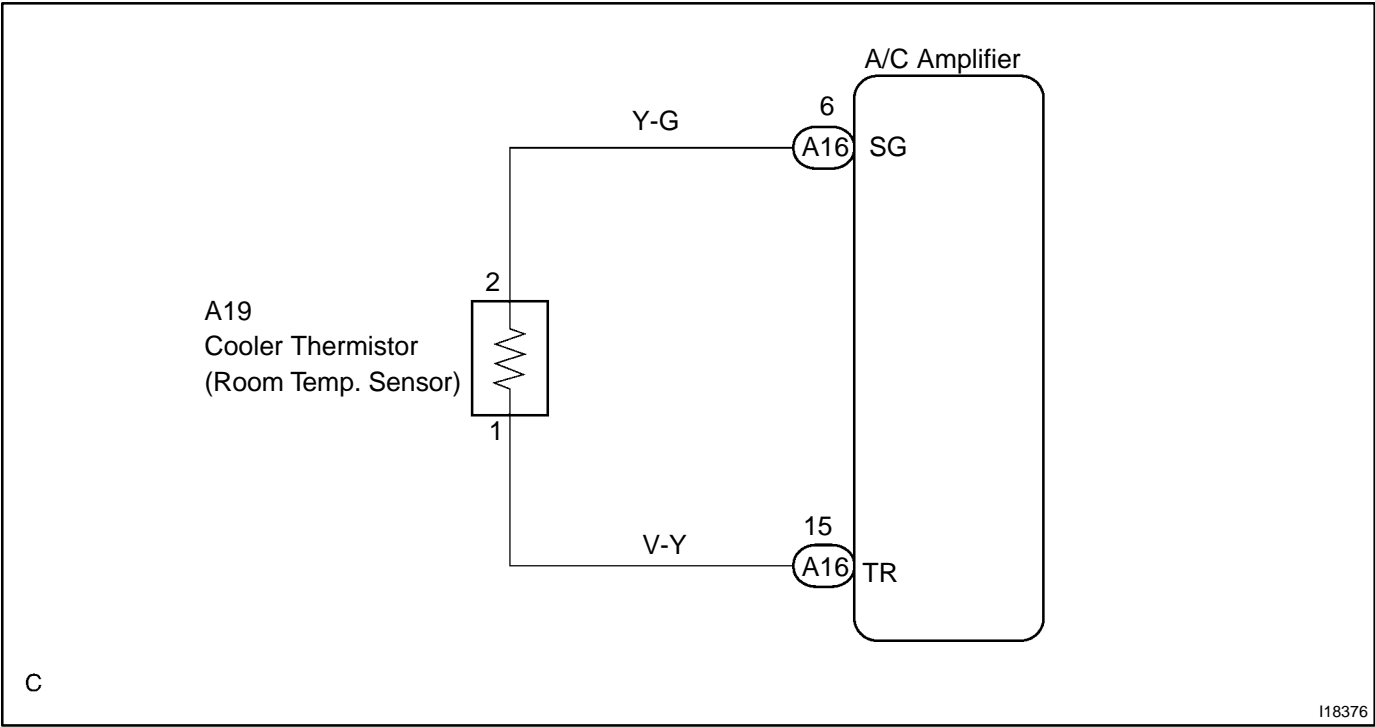 A/C Amplifier
6
Y-G
A16
SG
2
A19
Cooler Thermistor
(Room Temp. Sensor)
1
15
V-Y
A16
TR
C
I18376